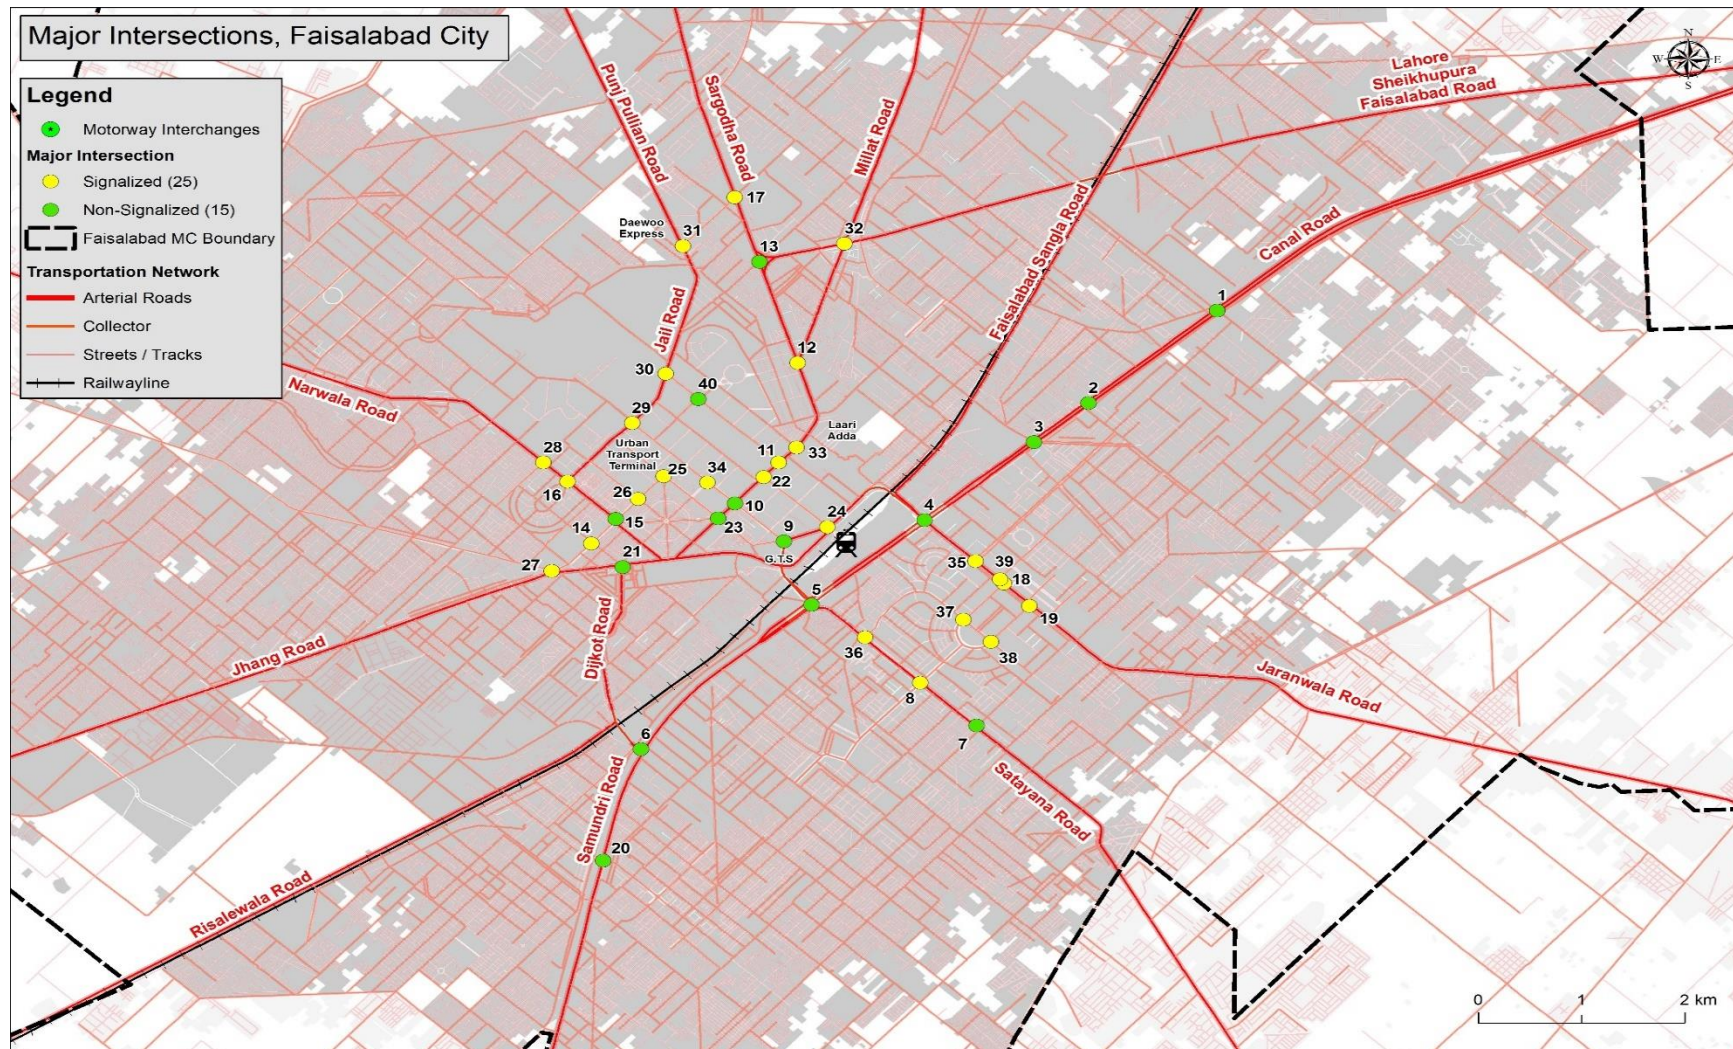 Major Intersections, Faisalabad City
Legend
Motorway Interchanges
Major Intersection
Signalized (25)
Non-Signalized (15)
Faisalabad MC Boundary
Transportation Network
Arterial Roads
Collector
Streets / Tracks
Railwayline
N
W
E
S
Punj Pullian Road
Sargodha Road
Millat Road
Lahore
Sheikhupura
Faisalabad Road
Faisalabad Sangla Road
Canal Road
17
Daewoo
Express
31
32
13
1
Jail Road
12
30
40
2
Narwala Road
29
3
Laari
Adda
Urban
Transport
Terminal
28
11
33
25
34
22
16
26
10
4
15
23
24
9
14
21
G.T.S
35
39
18
27
5
19
37
36
38
Dijkot Road
Jhang Road
8
Jaranwala Road
6
7
Samundri Road
Satayana Road
20
Risalewala Road
0
1
2 km